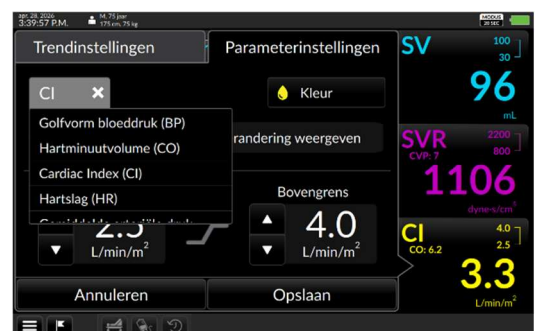 apr. 28, 2026
3:39:57 P.M.
M, 75 jaar
175 cm, 75 kg
MODUS
20 SEC
Trendinstellingen
Parameterinstellingen
CI
Kleur
Golfvorm bloeddruk (BP)
Hartminuutvolume (CO)
Cardiac Index (CI)
Hartslag (HR)
randering weergeven
Bovengrens
2.5
L/min/m²
4.0
L/min/m²
Annuleren
Opslaan
SV
100
30
96
mL
SVR
CVP: 7
2200
800
1106
dyne-s/cm⁵
CI
CO: 6.2
4.0
2.5
3.3
L/min/m²